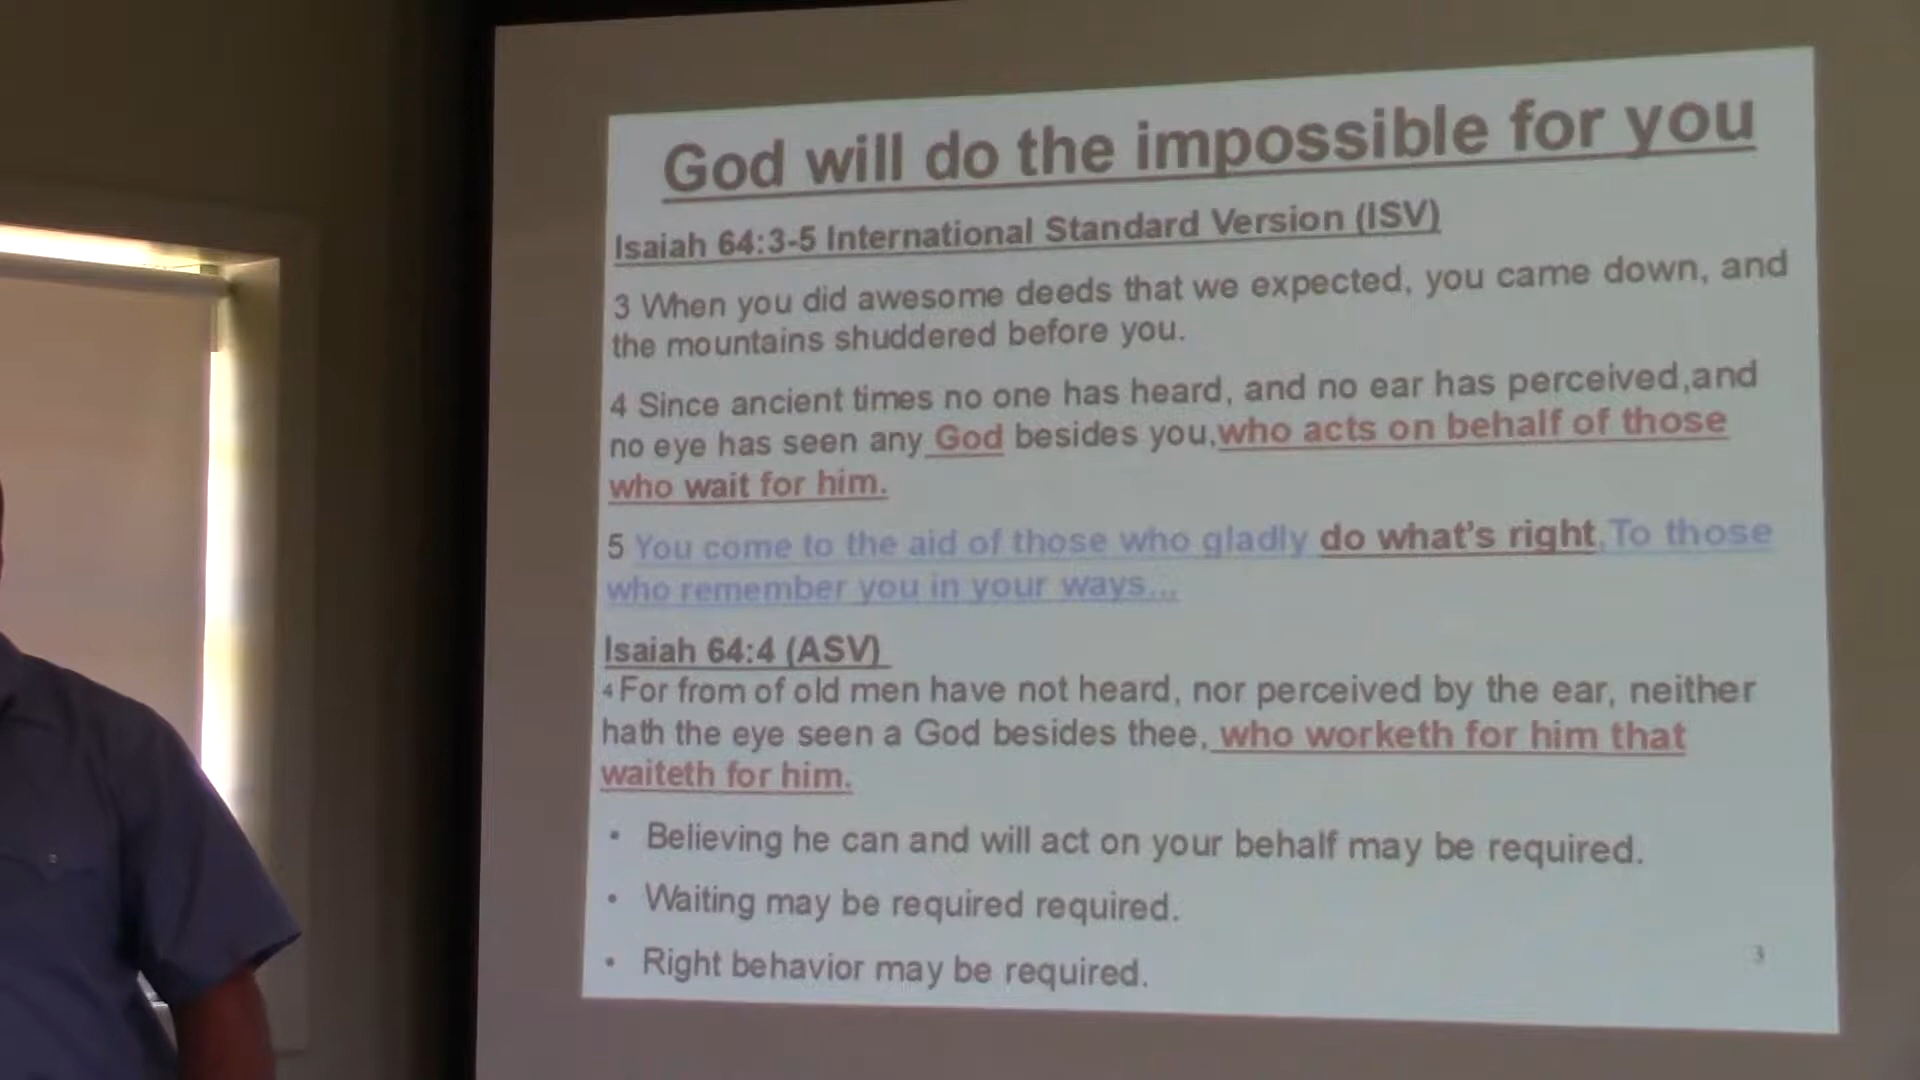 God will do the impossible for you
Isaiah 64:3-5 International Standard Version (ISV)
3 When you did awesome deeds that we expected, you came down, and
the mountains shuddered before you.
4 Since ancient times no one has heard, and no ear has perceived,and
no eye has seen any God besides you,who acts on behalf of those
who wait for him.
5 You come to the aid of those who gladly do what's right,To those
who remember you in your ways...
Isaiah 64:4 (ASV)
4 For from of old men have not heard, nor perceived by the ear, neither
hath the eye seen a God besides thee, who worketh for him that
waiteth for him.
• Believing he can and will act on your behalf may be required.
• Waiting may be required required.
• Right behavior may be required.
3